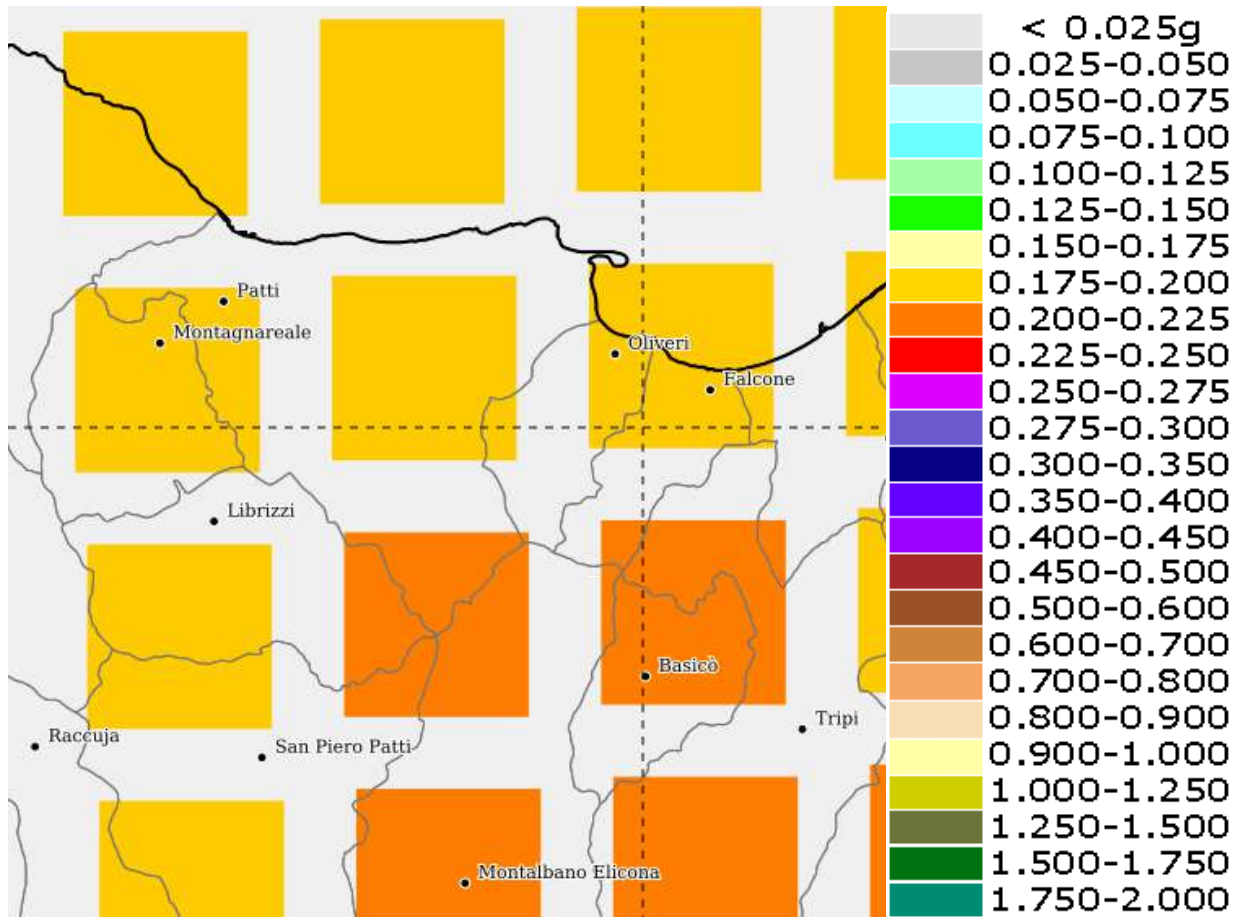 Patti
Montagnareale
Oliveri
Falcone
Librizzi
Basicò
Tripi
Raccuja
San Piero Patti
Montalbano Elicona
< 0.025g
0.025-0.050
0.050-0.075
0.075-0.100
0.100-0.125
0.125-0.150
0.150-0.175
0.175-0.200
0.200-0.225
0.225-0.250
0.250-0.275
0.275-0.300
0.300-0.350
0.350-0.400
0.400-0.450
0.450-0.500
0.500-0.600
0.600-0.700
0.700-0.800
0.800-0.900
0.900-1.000
1.000-1.250
1.250-1.500
1.500-1.750
1.750-2.000